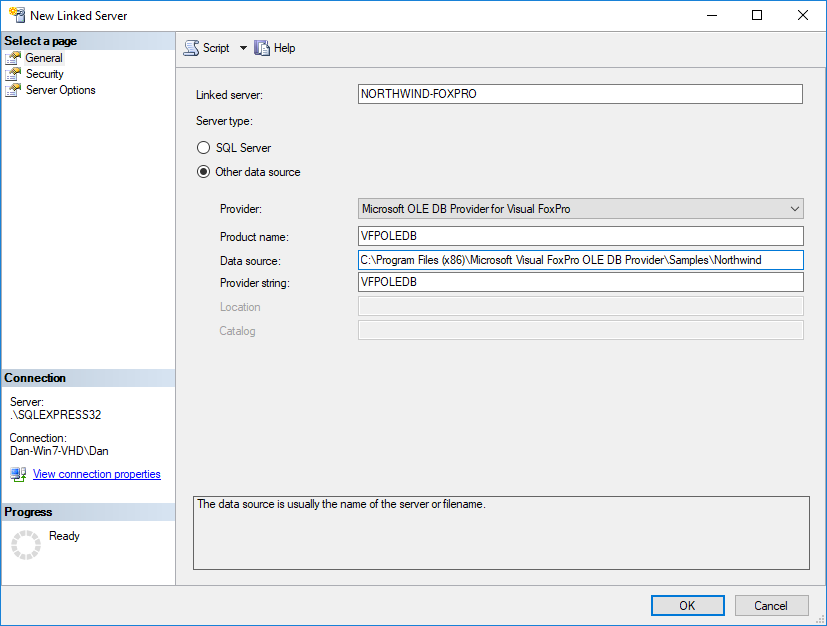 New Linked Server
Select a page
General
Security
Server Options
Script
Help
Linked server:
NORTHWIND-FOXPRO
Server type:
SQL Server
Other data source
Provider:
Microsoft OLE DB Provider for Visual FoxPro
Product name:
VFPOLEDB
Data source:
C:\Program Files (x86)\Microsoft Visual FoxPro OLE DB Provider\Samples\Northwind
Provider string:
VFPOLEDB
Location
Catalog
Connection
Server:
.\SQLEXPRESS32
Connection:
Dan-Win7-VHD\Dan
View connection properties
Progress
Ready
The data source is usually the name of the server or filename.
OK
Cancel